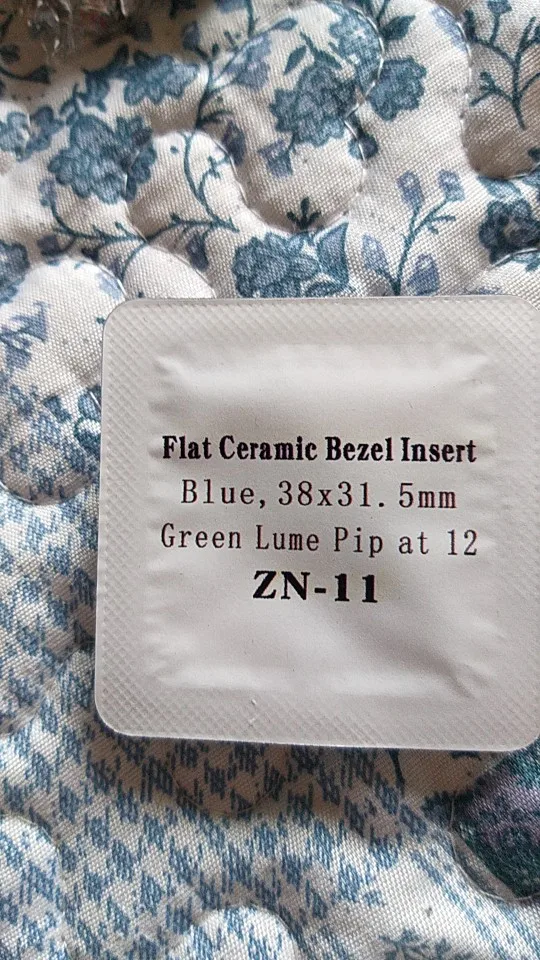 Flat Ceramic Bezel Insert
Blue, 38x31.5mm
Green Lume Pip at 12
ZN-11